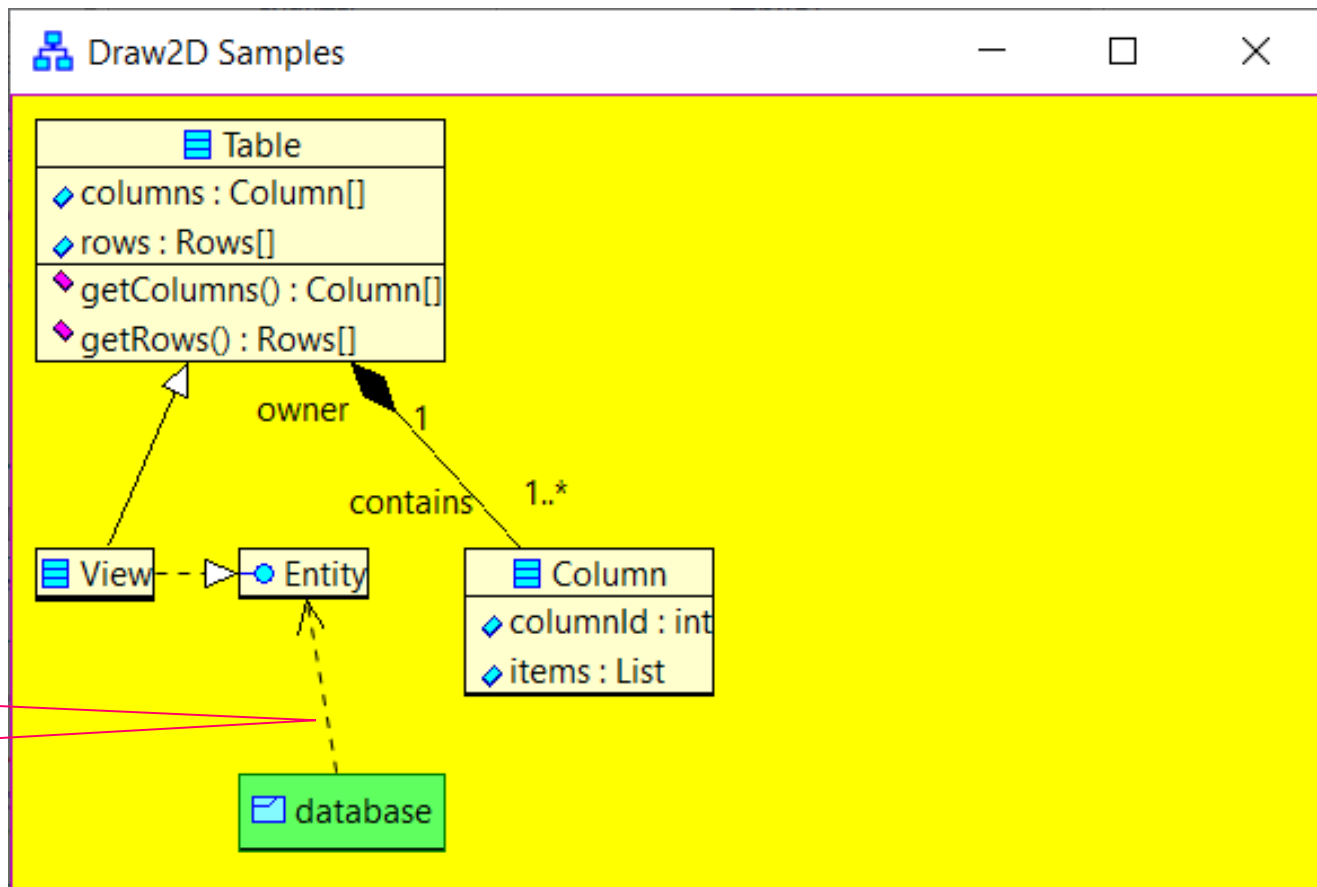 Draw2D Samples
Table
columns : Column[]
rows : Rows[]
getColumns() : Column[]
getRows() : Rows[]
owner
1
contains
1..*
View
Entity
Column
columnId : int
items : List
database